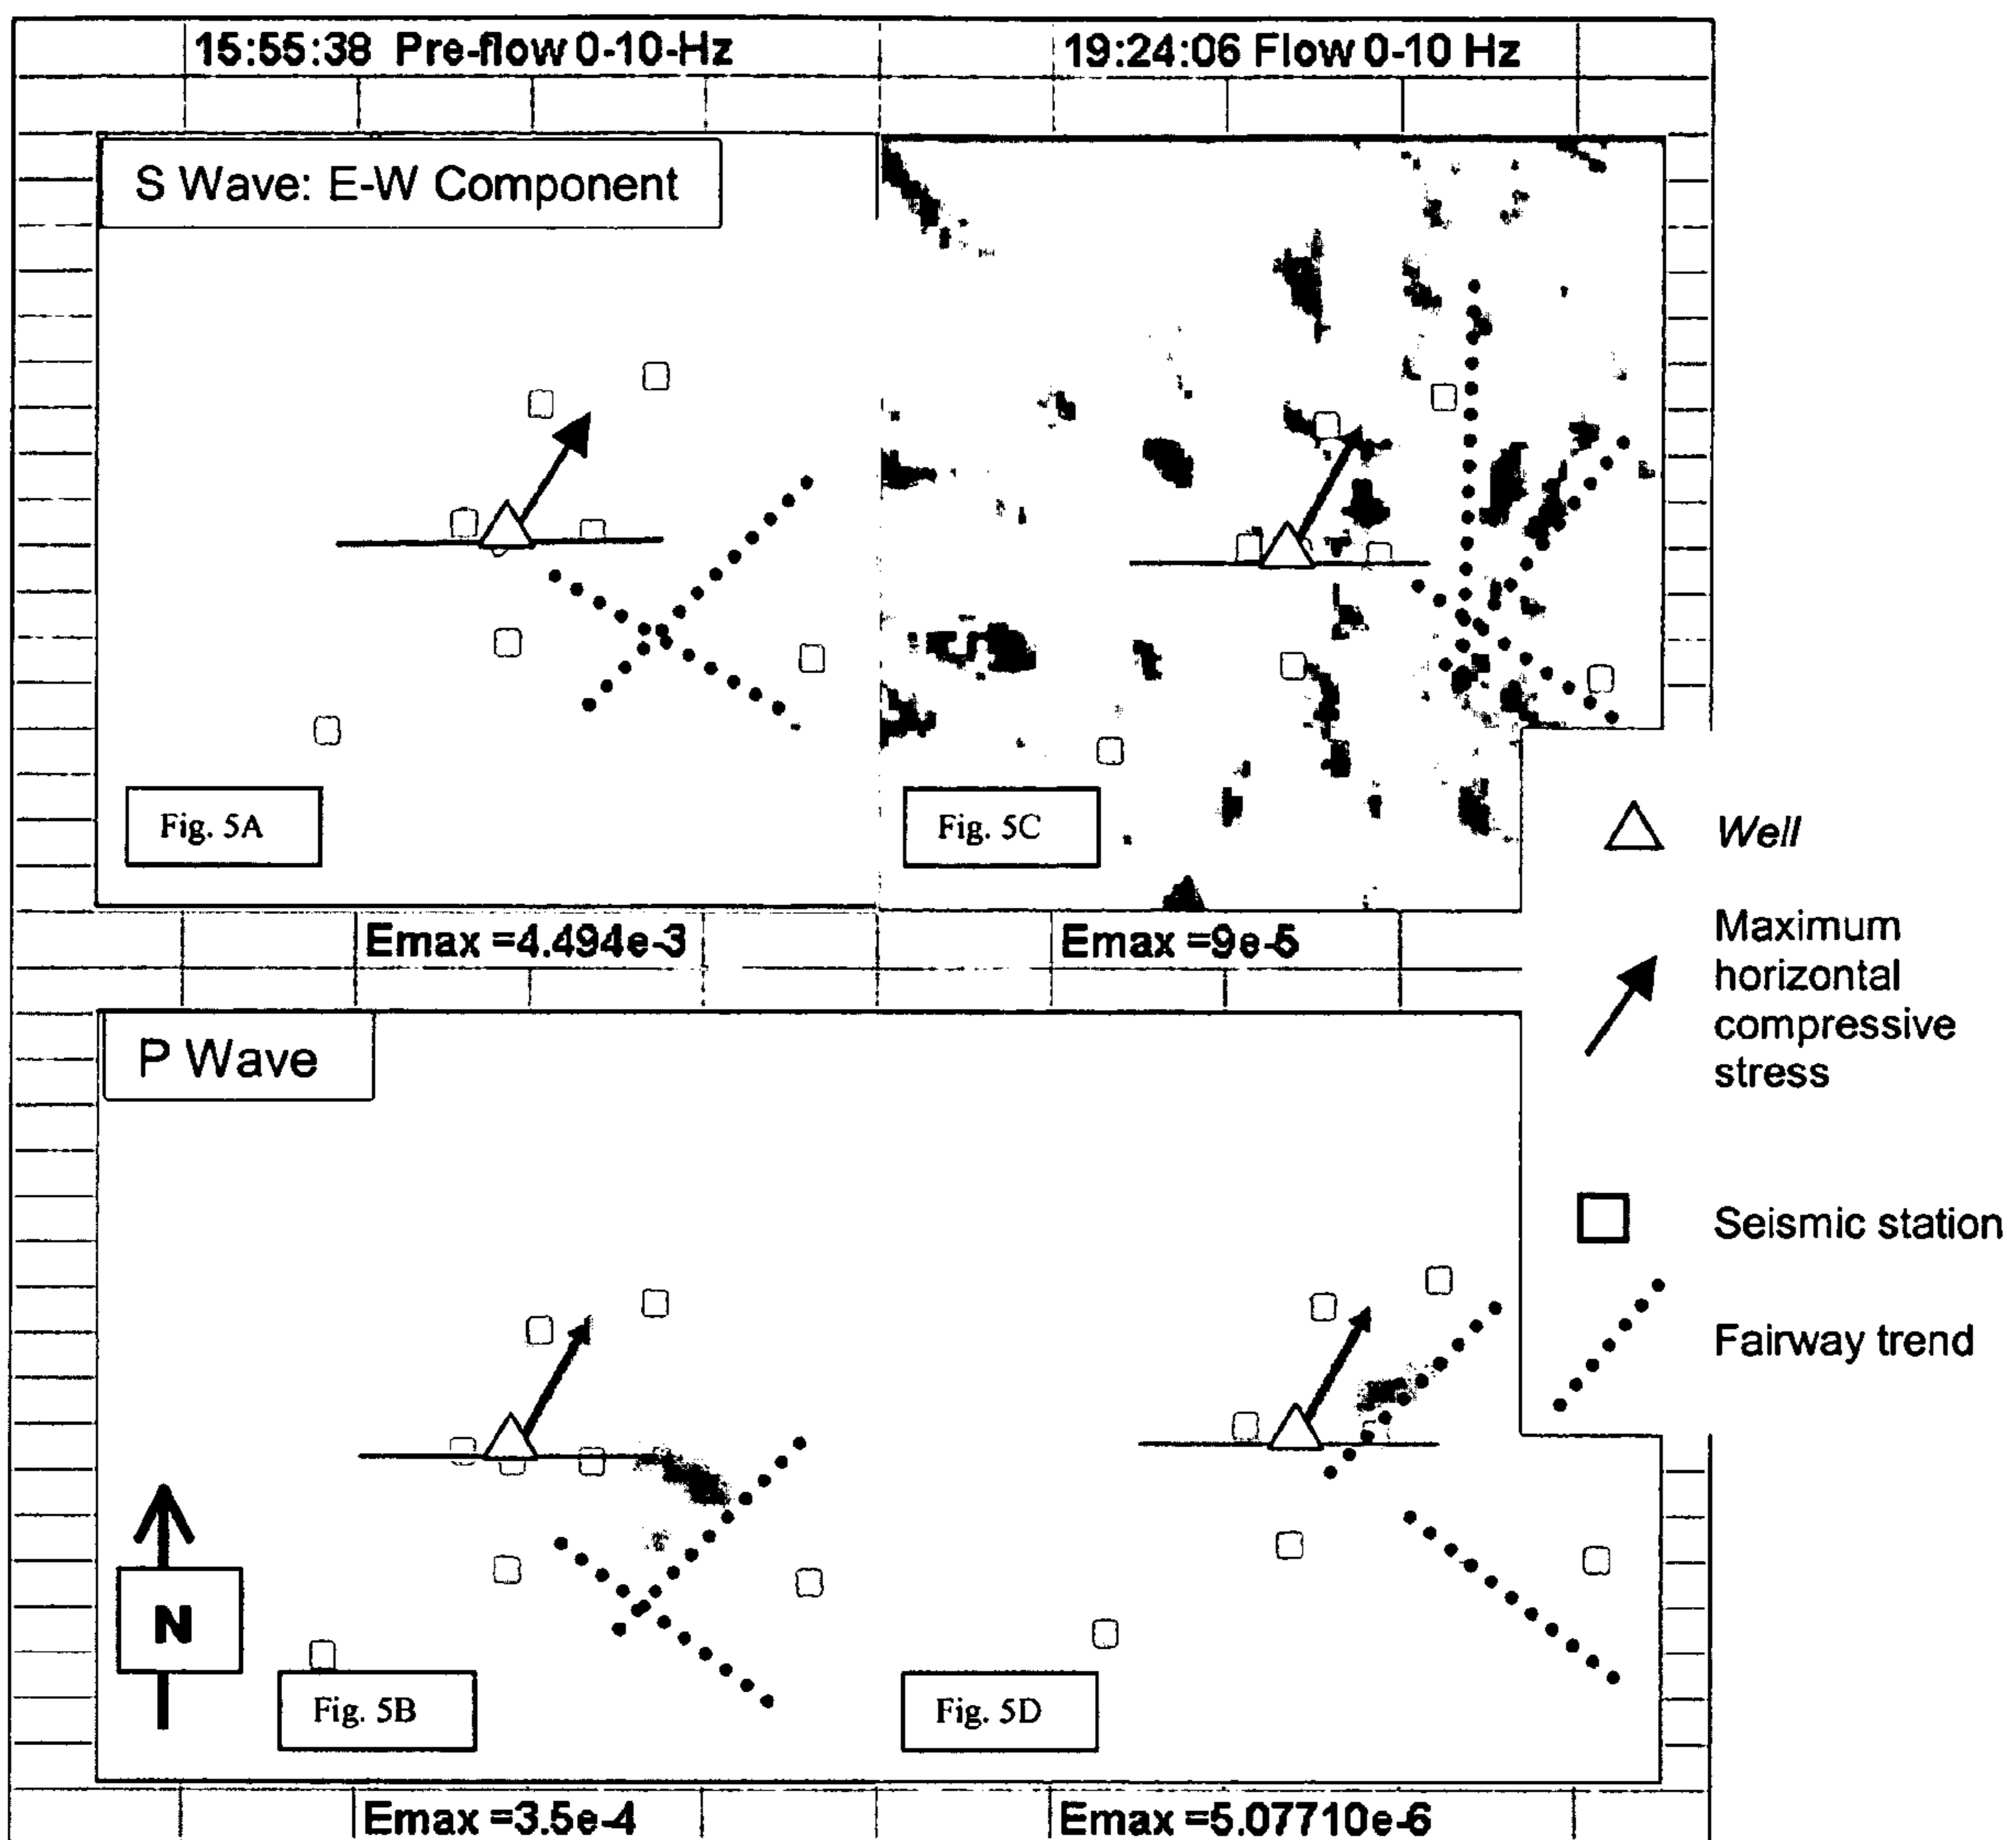 15:55:38 Pre-flow 0-10-Hz
19:24:06 Flow 0-10 Hz
S Wave: E-W Component
Fig. 5A
Fig. 5C
Emax =4.494e-3
Emax =9e-5
P Wave
N
Fig. 5B
Fig. 5D
Emax =3.5e-4
Emax =5.07710e-6
Well
Maximum
horizontal
compressive
stress
Seismic station
Fairway trend